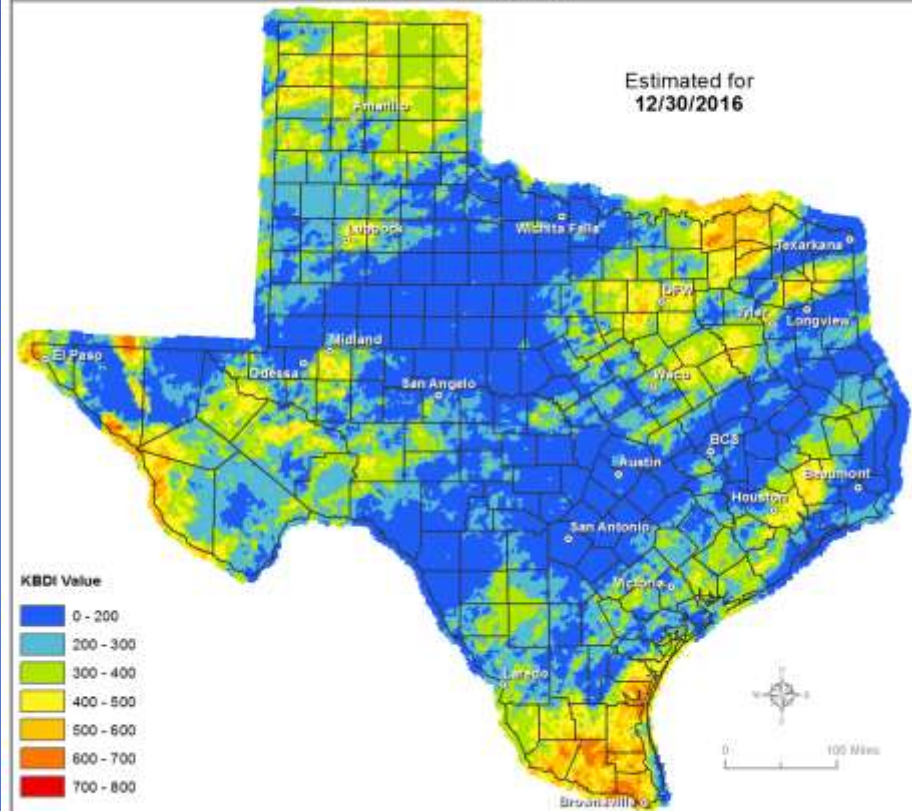 Estimated for
12/30/2016
Amarillo
Lubbock
Wichita Falls
Texarkana
DFW
Tyler
Longview
El Paso
Midland
Odessa
San Angelo
Waco
BCS
Austin
Beaumont
Houston
San Antonio
Victoria
Laredo
Brownsville
KBDI Value
0 - 200
200 - 300
300 - 400
400 - 500
500 - 600
600 - 700
700 - 800
0 100 Miles